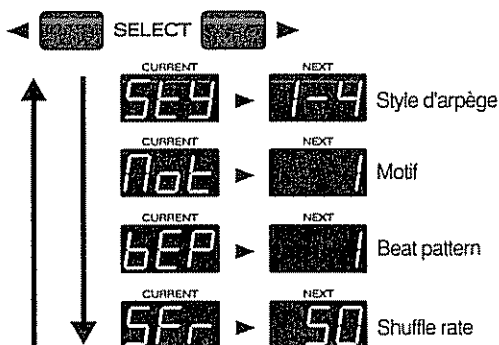 ◄ SELECT ►
CURRENT NEXT
StY ► 1-4 Style d'arpège
CURRENT NEXT
Mot ► 1 Motif
CURRENT NEXT
bEP ► 1 Beat pattern
CURRENT NEXT
SFr ► 50 Shuffle rate